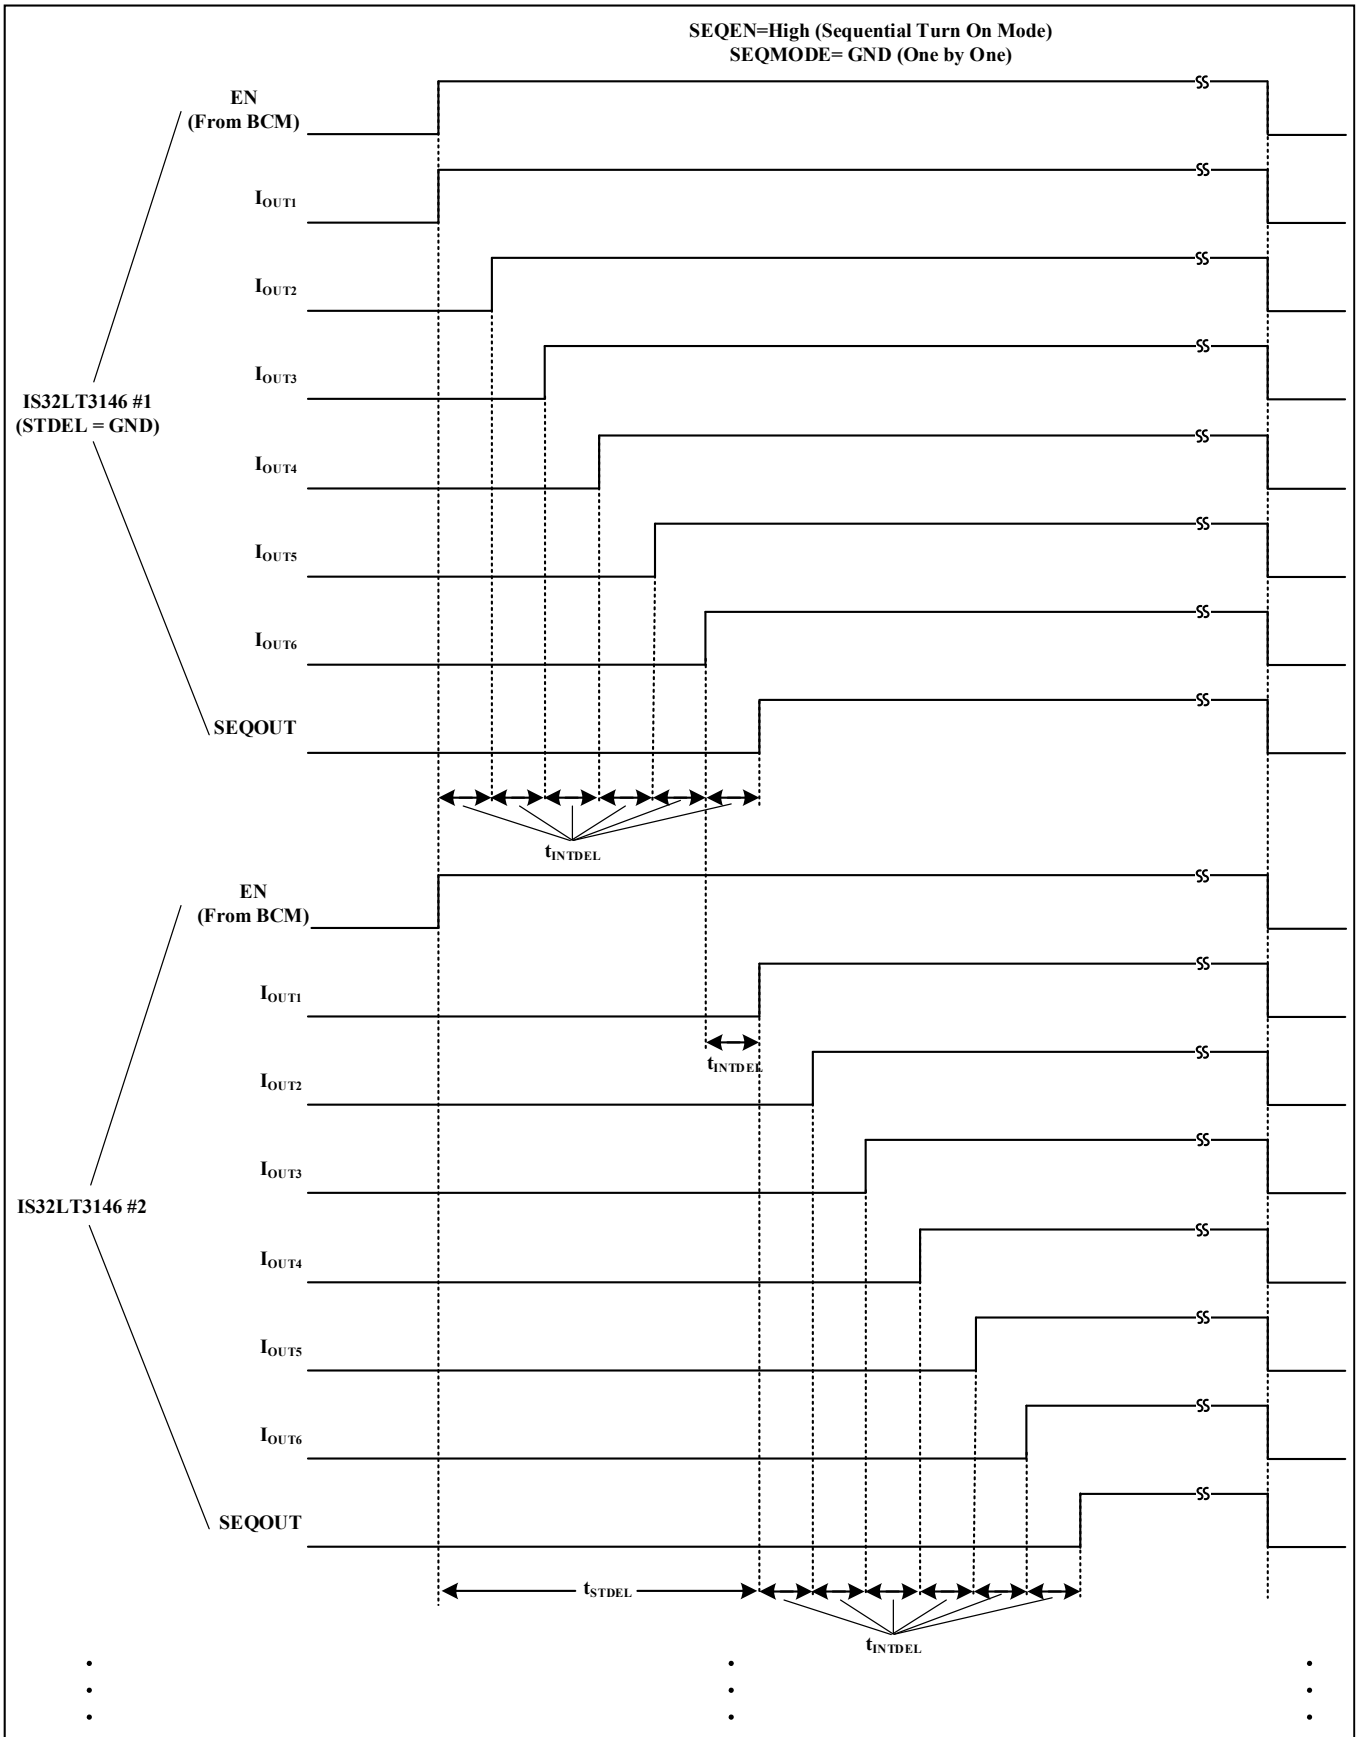 SEQEN=High (Sequential Turn On Mode)
SEQMODE= GND (One by One)
EN
(From BCM)
IOUT1
IOUT2
IOUT3
IS32LT3146 #1
(STDEL = GND)
IOUT4
IOUT5
IOUT6
SEQOUT
tINTDEL
EN
(From BCM)
IOUT1
tINTDEL
IOUT2
IOUT3
IS32LT3146 #2
IOUT4
IOUT5
IOUT6
SEQOUT
tSTDEL
tINTDEL